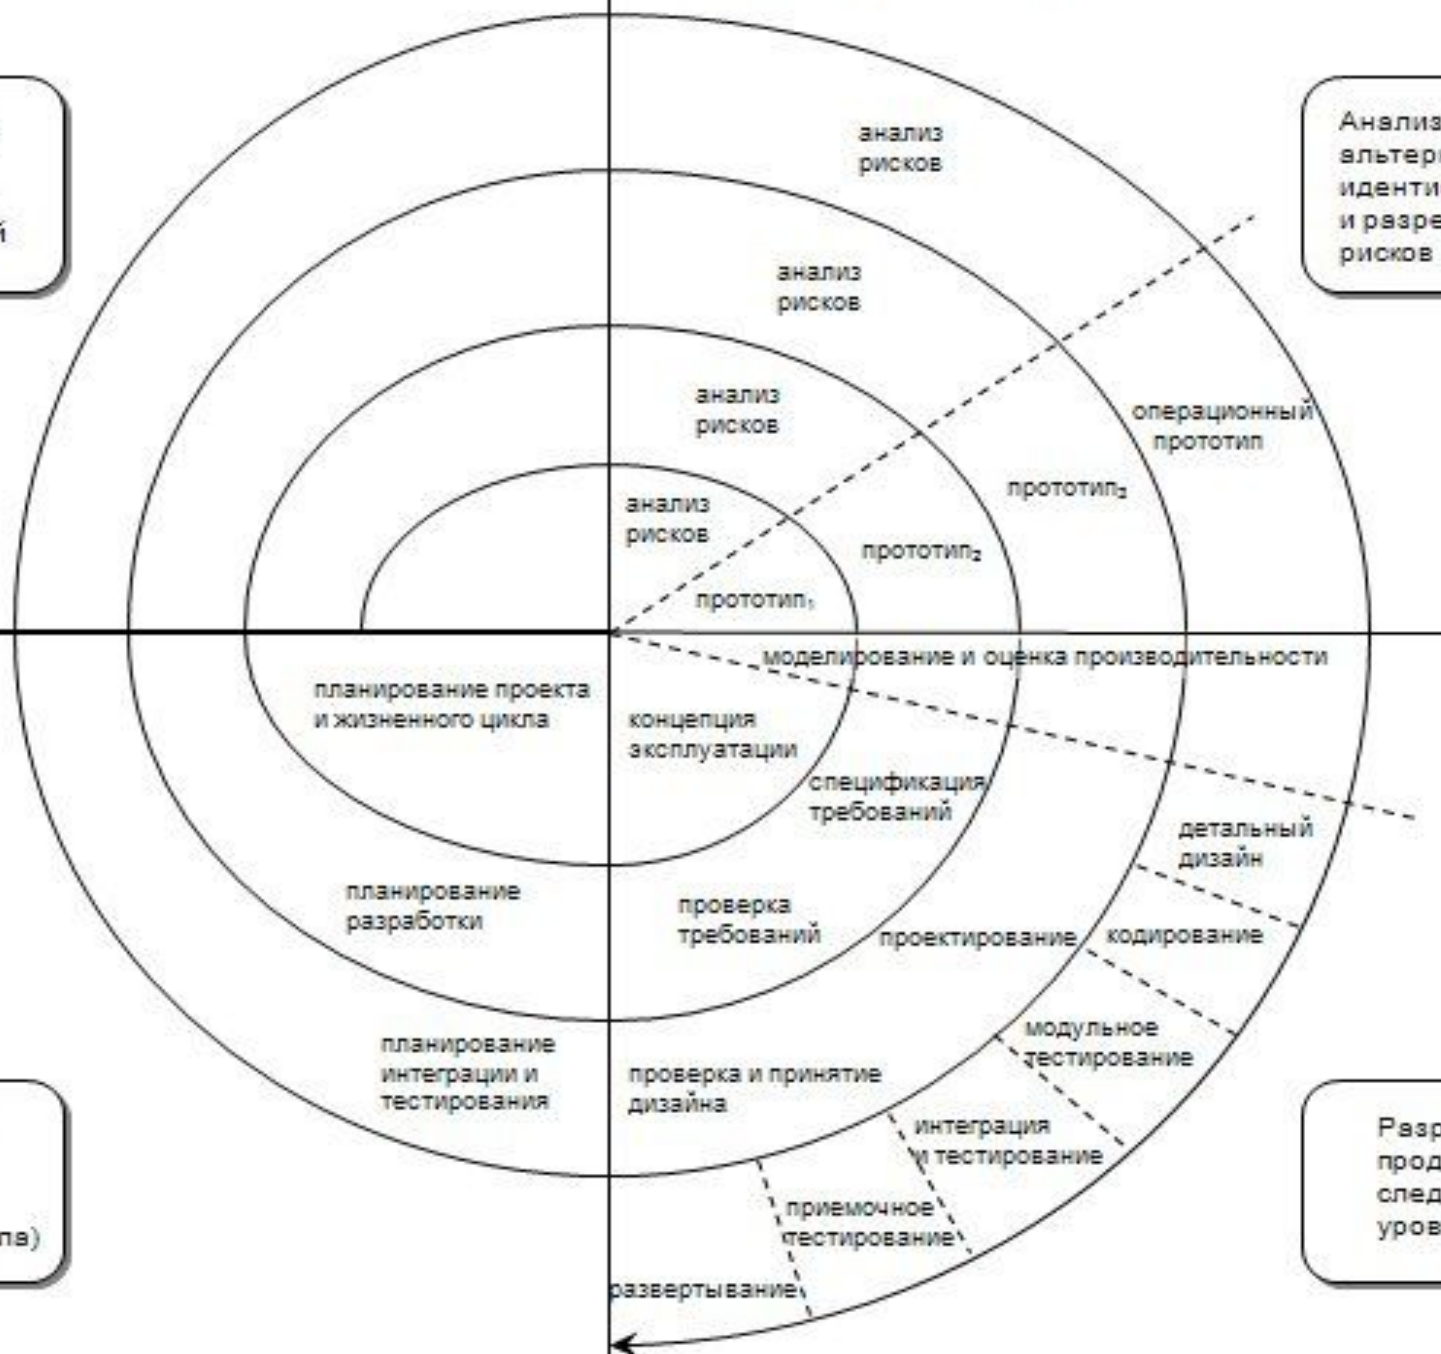 анализ
рисков
анализ
рисков
анализ
рисков
анализ
рисков
Анализ
рисков
и
операционный
прототип
прототип₃
прототип₂
прототип₁
моделирование и оценка производительности
планирование проекта
и жизненного цикла
концепция
эксплуатации
спецификация
требований
детальный
дизайн
планирование
разработки
проверка
требований
проектирование
кодирование
планирование
интеграции и
тестирования
проверка и принятие
дизайна
модульное
тестирование
интеграция
и тестирование
приемочное
тестирование
развертывание